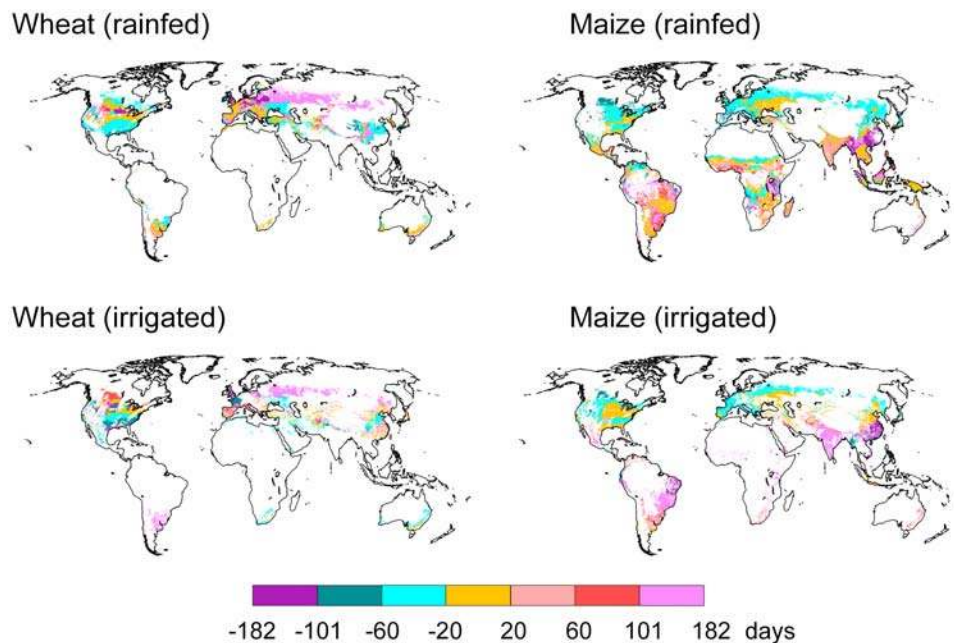 Wheat (rainfed) Maize (rainfed)
Wheat (irrigated) Maize (irrigated)
-182 -101 -60 -20 20 60 101 182 days